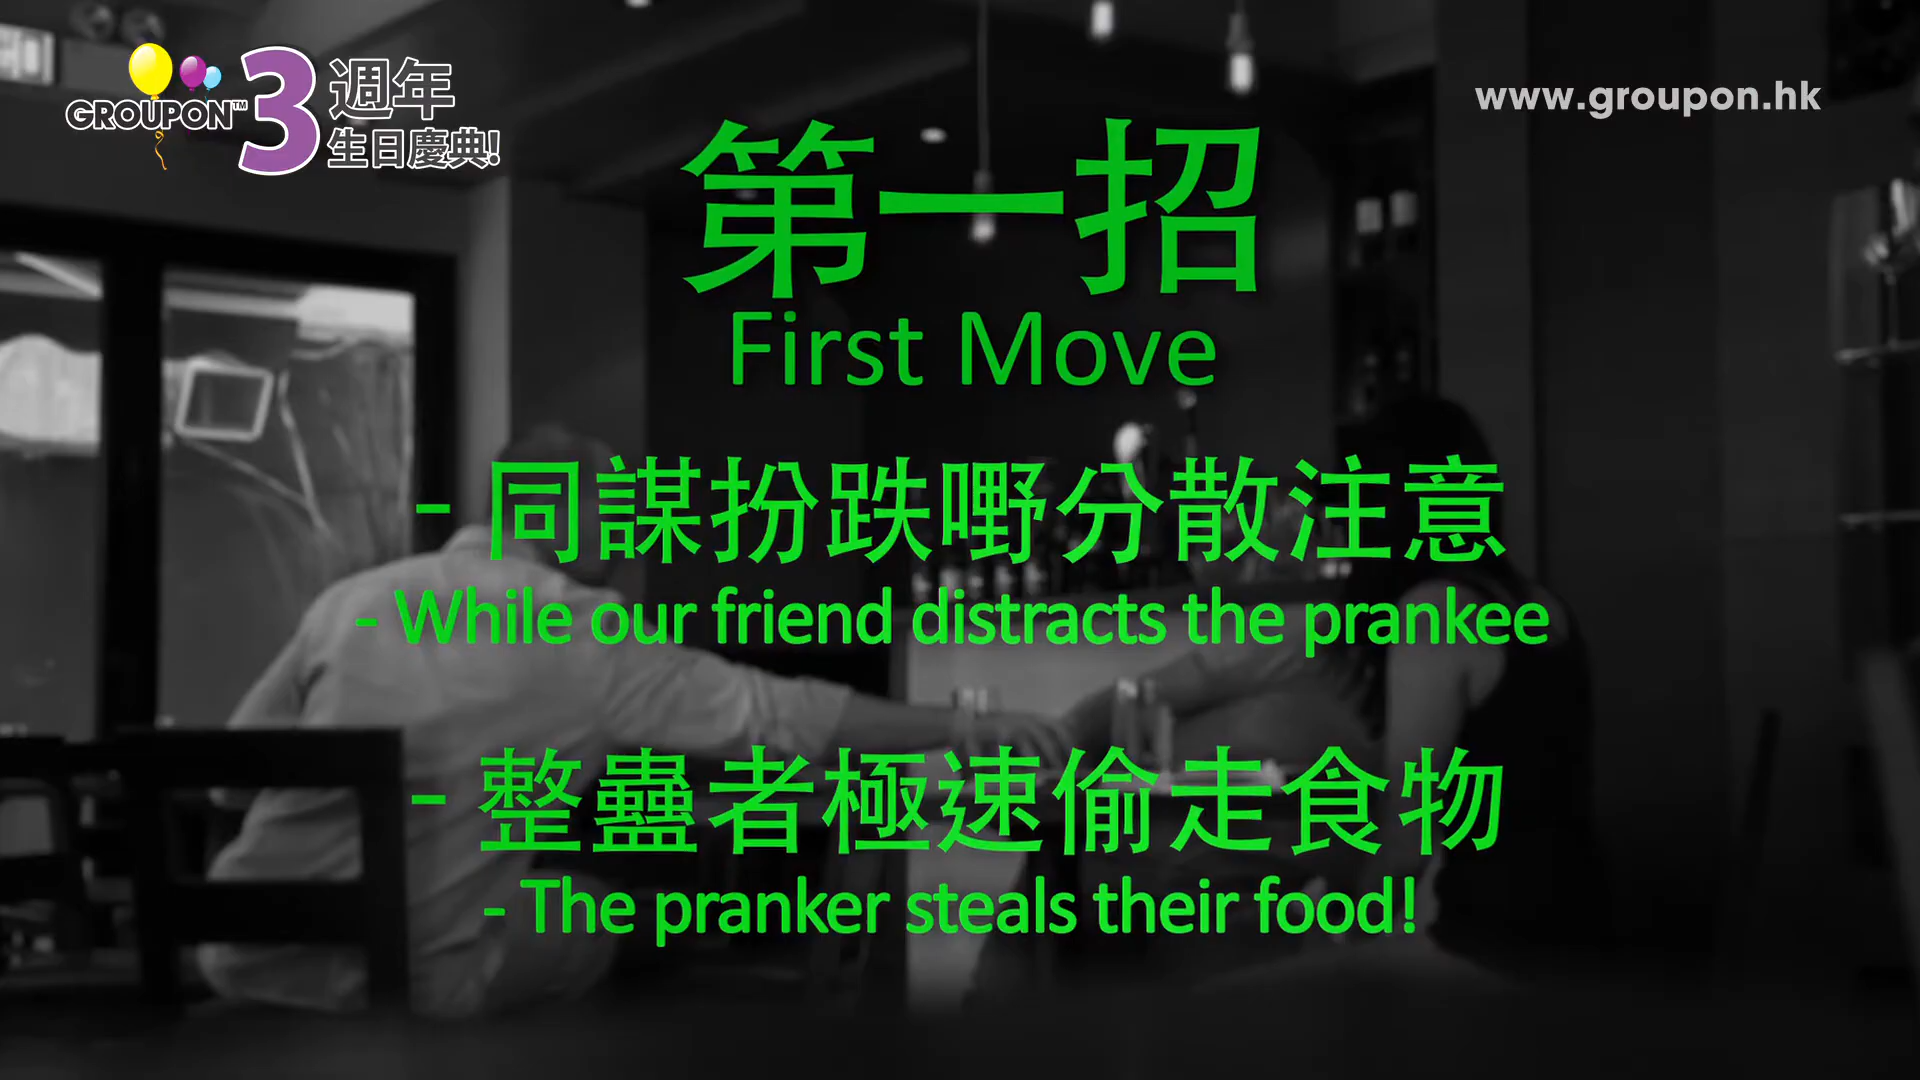 GROUPON™ 3 週年
生日慶典!
www.groupon.hk
第一招
First Move
- 同謀扮跌嘢分散注意
- While our friend distracts the prankee
- 整蠱者極速偷走食物
- The pranker steals their food!